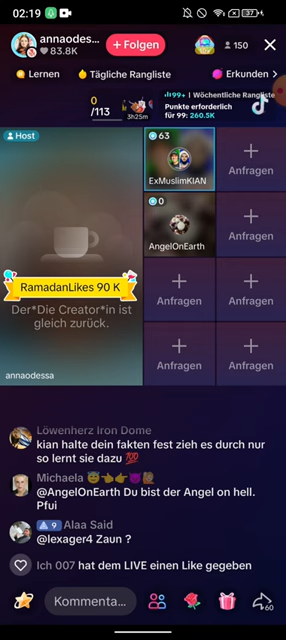 02:19
annaodes...
83.8K
+ Folgen
150
Lernen
Tägliche Rangliste
Erkunden
0
/113
3h25m
99+
Wöchentliche Rangliste
Punkte erforderlich
für 99: 260.5K
Host
63
ExMuslimKIAN
Anfragen
0
AngelOnEarth
Anfragen
RamadanLikes 90 K
Der*Die Creator*in ist
gleich zurück.
annaodessa
Anfragen
Anfragen
Anfragen
Anfragen
Löwenherz Iron Dome
kian halte dein fakten fest zieh es durch nur
so lernt sie dazu 💯
Michaela
@AngelOnEarth Du bist der Angel on hell.
Pfui
9 Alaa Said
@lexager4 Zaun ?
Ich 007 hat dem LIVE einen Like gegeben
Kommenta...
60